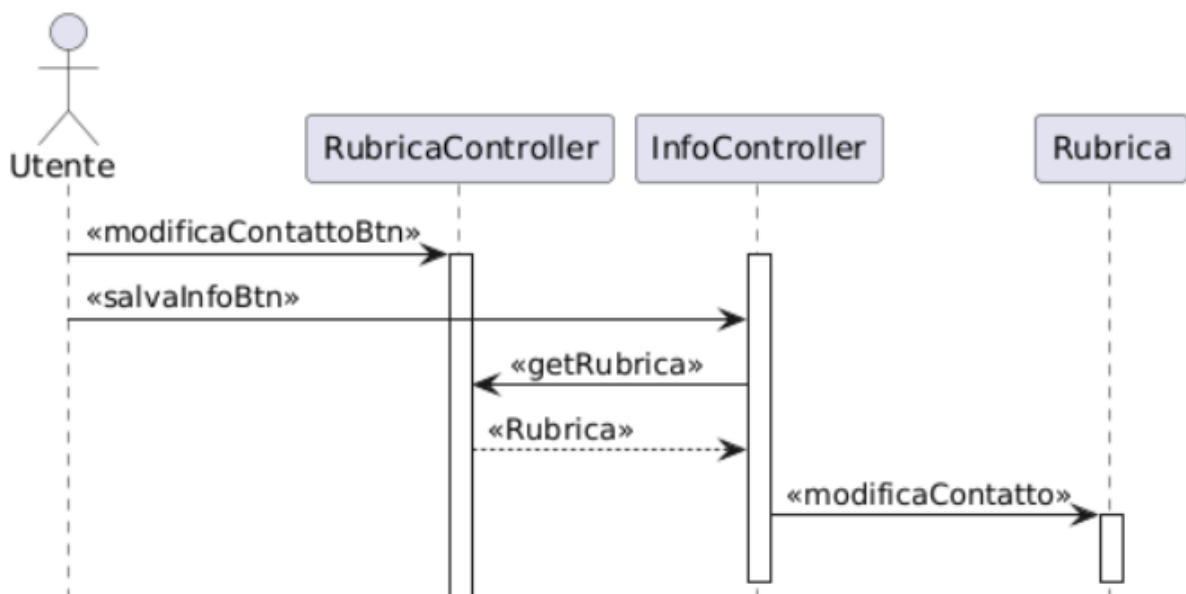 Utente
RubricaController
InfoController
Rubrica
«modificaContattoBtn»
«salvaInfoBtn»
«getRubrica»
«Rubrica»
«modificaContatto»